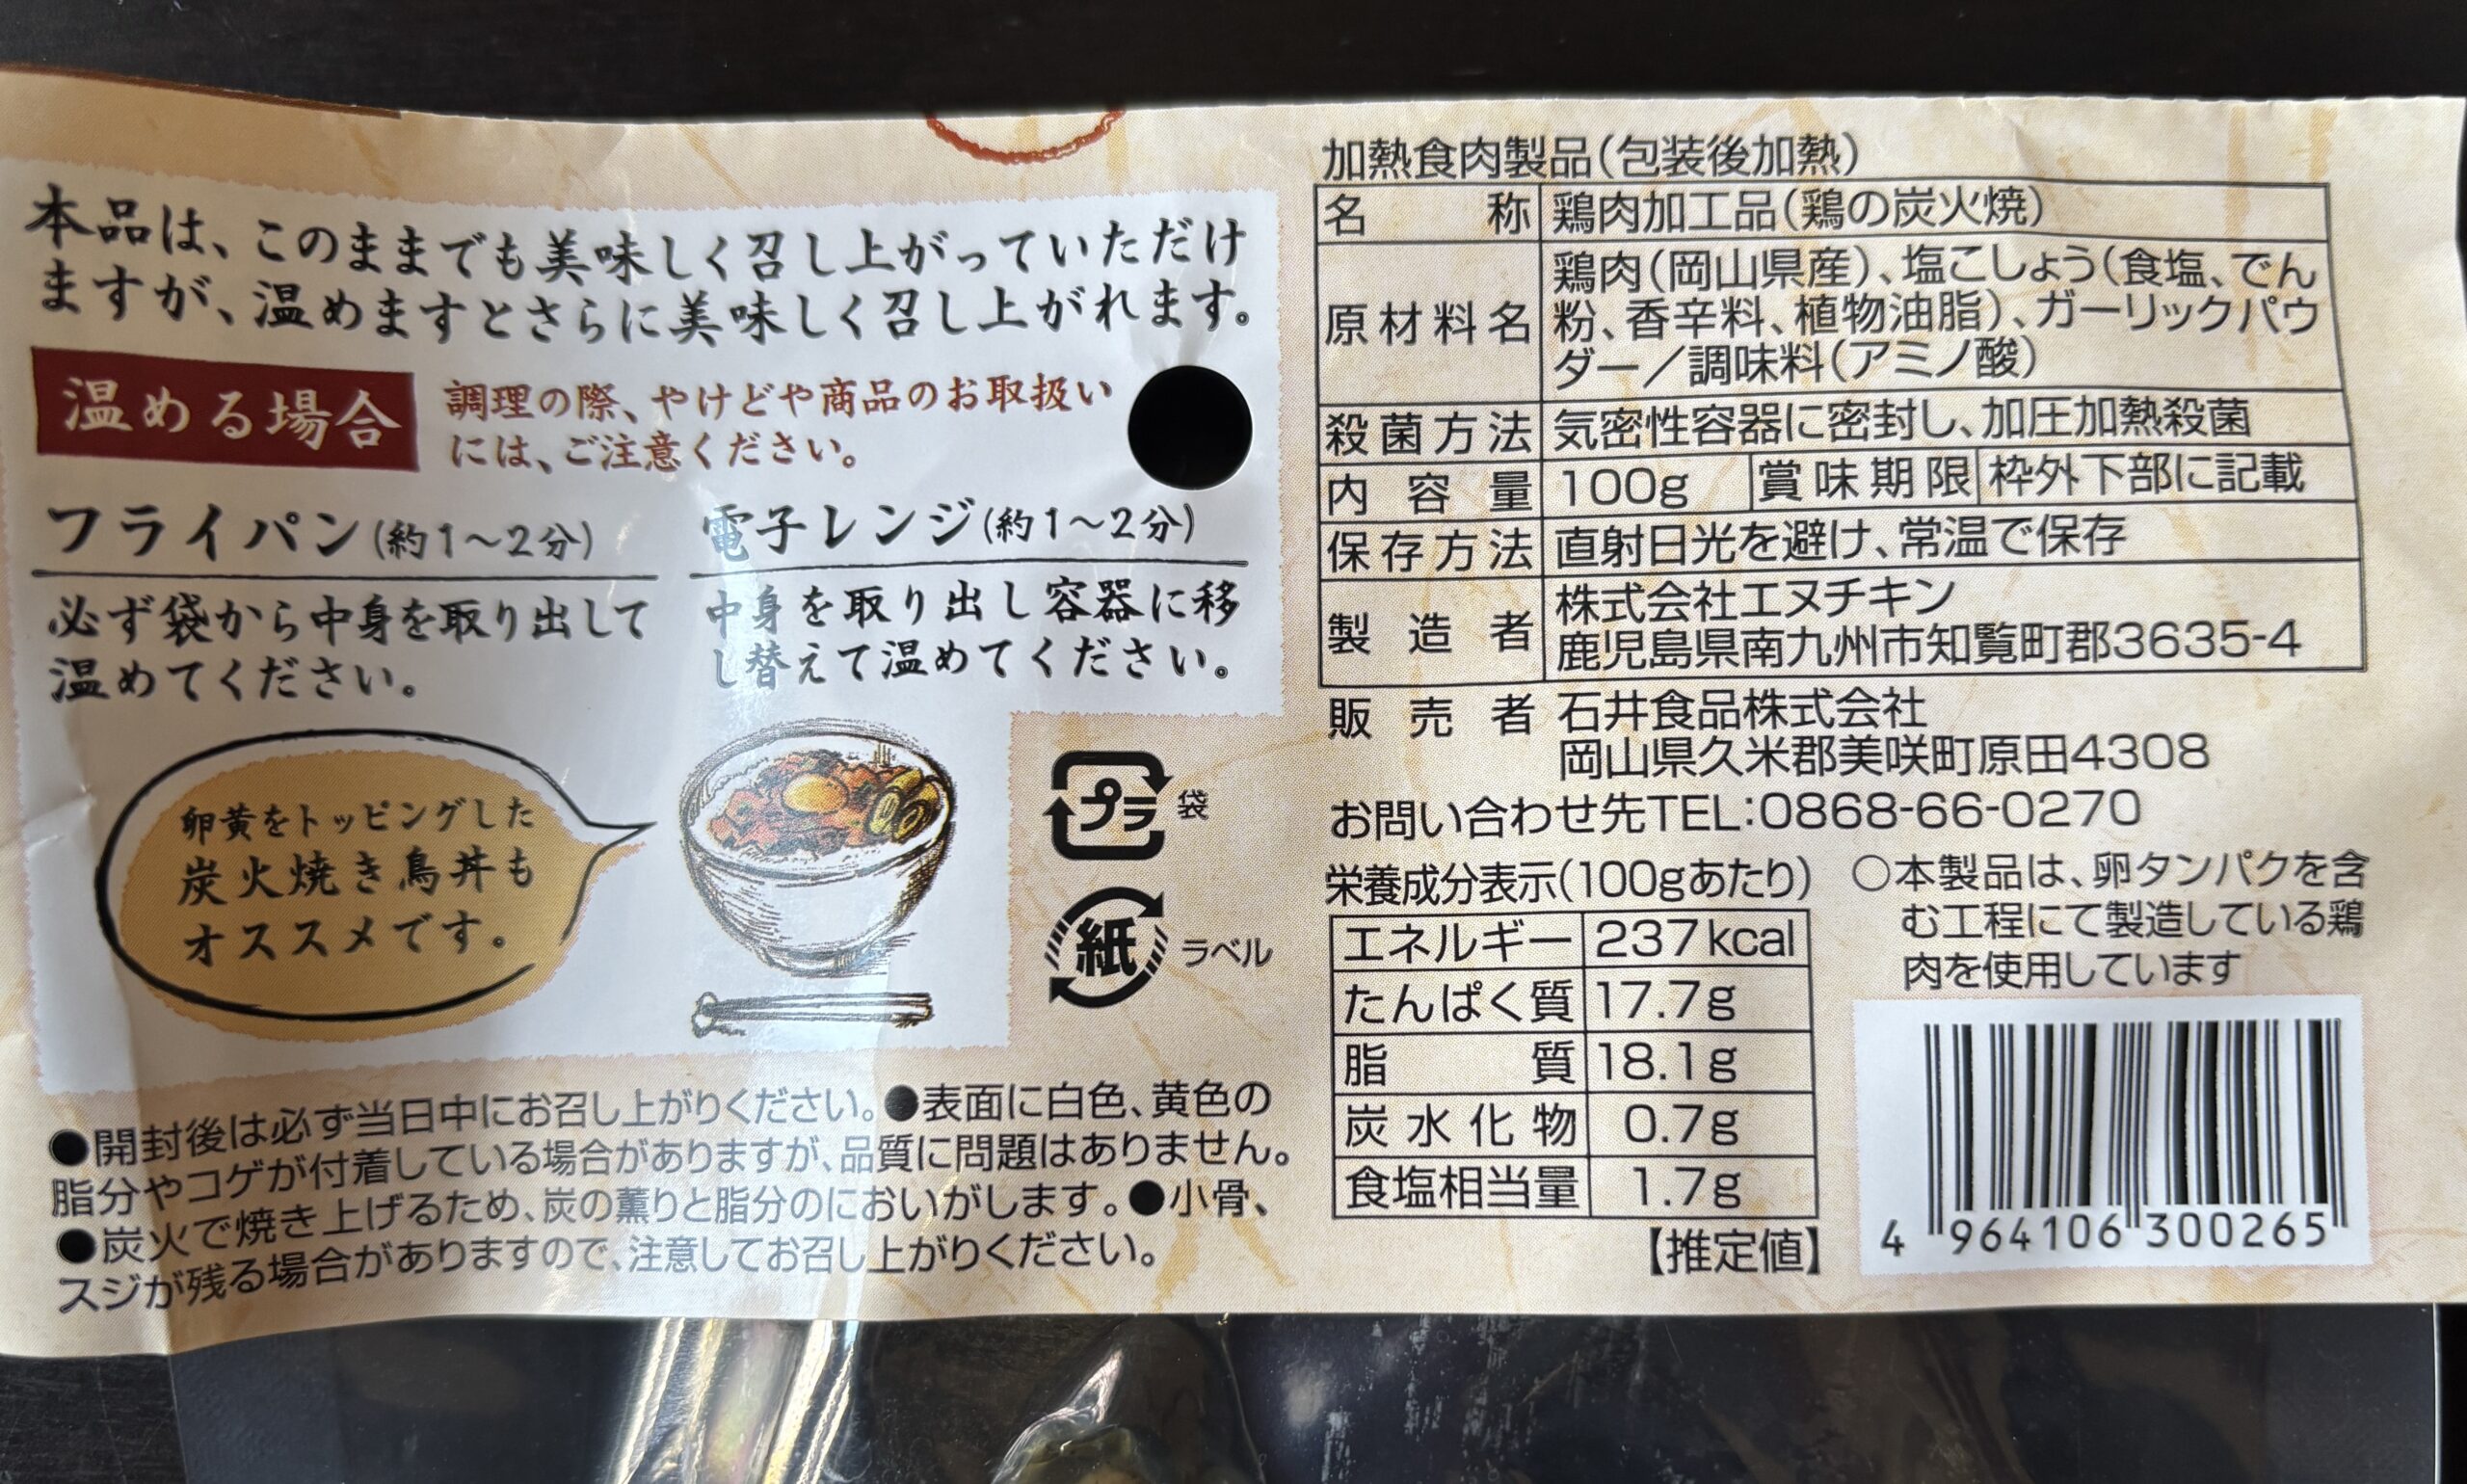 本品は、このままでも美味しく召し上がっていただけ
ますが、温めますとさらに美味しく召し上がれます。
温める場合
調理の際、やけどや商品のお取扱い
には、ご注意ください。
フライパン(約1〜2分)
必ず袋から中身を取り出して
温めてください。
電子レンジ(約1〜2分)
中身を取り出し容器に移
し替えて温めてください。
卵黄をトッピングした
炭火焼き鳥丼も
オススメです。
プラ 袋
紙 ラベル
●開封後は必ず当日中にお召し上がりください。●表面に白色、黄色の
脂分やコゲが付着している場合がありますが、品質に問題はありません。
●炭火で焼き上げるため、炭の薫りと脂分のにおいがします。●小骨、
スジが残る場合がありますので、注意してお召し上がりください。
加熱食肉製品(包装後加熱)
名称 鶏肉加工品(鶏の炭火焼)
原材料名 鶏肉(岡山県産)、塩こしょう(食塩、でん
粉、香辛料、植物油脂)、ガーリックパウ
ダー/調味料(アミノ酸)
殺菌方法 気密性容器に密封し、加圧加熱殺菌
内容量 100g 賞味期限 枠外下部に記載
保存方法 直射日光を避け、常温で保存
製造者 株式会社エヌチキン
鹿児島県南九州市知覧町郡3635-4
販売者 石井食品株式会社
岡山県久米郡美咲町原田4308
お問い合わせ先TEL:0868-66-0270
栄養成分表示(100gあたり)
エネルギー 237kcal
たんぱく質 17.7g
脂質 18.1g
炭水化物 0.7g
食塩相当量 1.7g
【推定値】
○本製品は、卵タンパクを含
む工程にて製造している鶏
肉を使用しています
4 964106 300265